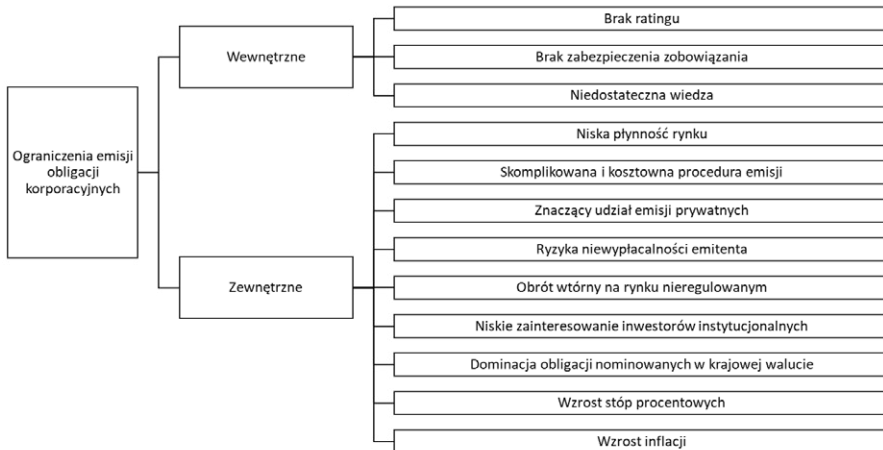 Ograniczenia emisji
obligacji
korporacyjnych
Wewnętrzne
Brak ratingu
Brak zabezpieczenia zobowiązania
Niedostateczna wiedza
Zewnętrzne
Niska płynność rynku
Skomplikowana i kosztowna procedura emisji
Znaczący udział emisji prywatnych
Ryzyka niewypłacalności emitenta
Obrót wtórny na rynku nieregulowanym
Niskie zainteresowanie inwestorów instytucjonalnych
Dominacja obligacji nominowanych w krajowej walucie
Wzrost stóp procentowych
Wzrost inflacji